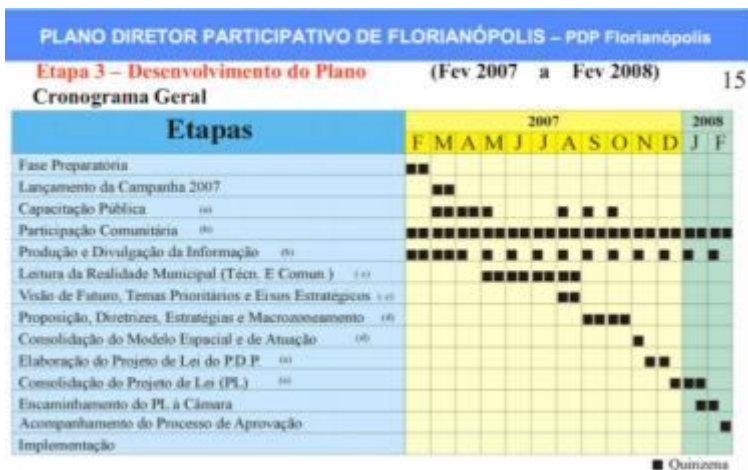 PLANO DIRETOR PARTICIPATIVO DE FLORIANÓPOLIS – PDP Florianópolis
Etapa 3 – Desenvolvimento do Plano (Fev 2007 a Fev 2008) 15
Cronograma Geral
Etapas 2007 2008
F M A M J J A S O N D J F
Fase Preparatória
Lançamento da Campanha 2007
Capacitação Pública (a)
Participação Comunitária (b)
Produção e Divulgação da Informação (b)
Leitura da Realidade Municipal (Técn. E Comun.)
Visão de Futuro, Temas Prioritários e Eixos Estratégicos
Proposição, Diretrizes, Estratégias e Macrozoneamento (d)
Consolidação do Modelo Espacial e de Atuação (d)
Elaboração do Projeto de Lei do P.D.P.
Consolidação do Projeto de Lei (PL)
Encaminhamento do PL à Câmara
Acompanhamento do Processo de Aprovação
Implementação
Quinzena